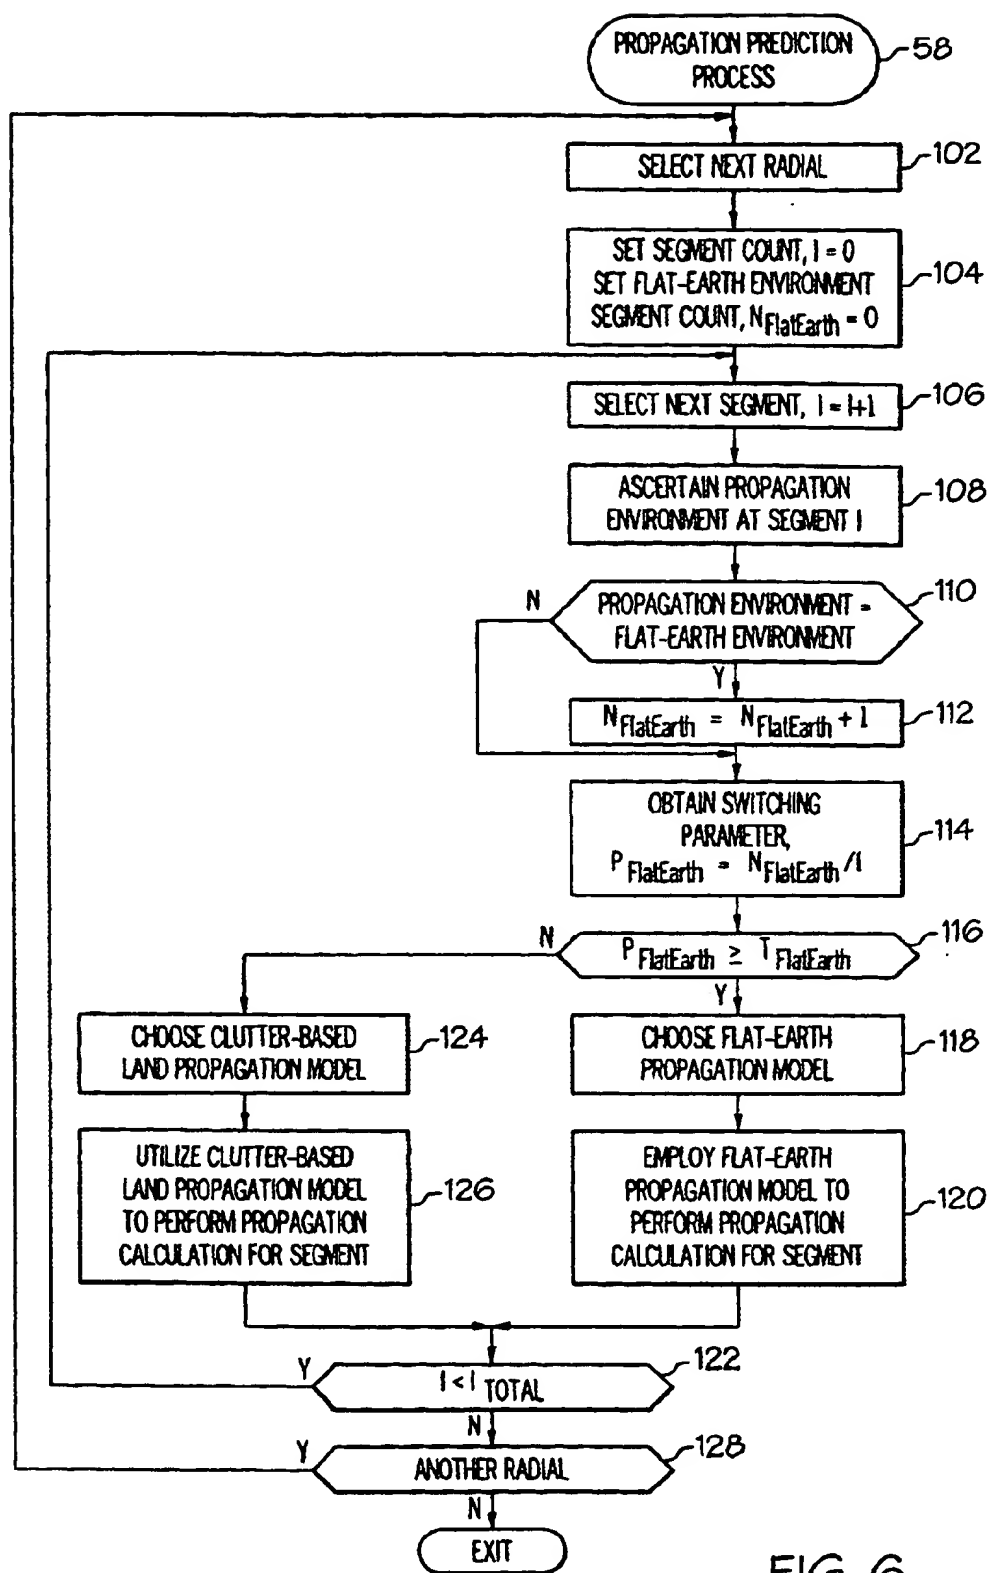 PROPAGATION PREDICTION
PROCESS
58
SELECT NEXT RADIAL
102
SET SEGMENT COUNT, I = 0
SET FLAT-EARTH ENVIRONMENT
SEGMENT COUNT, NFlatEarth = 0
104
SELECT NEXT SEGMENT, I = I+1
106
ASCERTAIN PROPAGATION
ENVIRONMENT AT SEGMENT I
108
PROPAGATION ENVIRONMENT =
FLAT-EARTH ENVIRONMENT
110
N
Y
NFlatEarth = NFlatEarth + 1
112
OBTAIN SWITCHING
PARAMETER,
PFlatEarth = NFlatEarth/I
114
PFlatEarth ≥ TFlatEarth
116
N
Y
CHOOSE CLUTTER-BASED
LAND PROPAGATION MODEL
124
CHOOSE FLAT-EARTH
PROPAGATION MODEL
118
UTILIZE CLUTTER-BASED
LAND PROPAGATION MODEL
TO PERFORM PROPAGATION
CALCULATION FOR SEGMENT
126
EMPLOY FLAT-EARTH
PROPAGATION MODEL TO
PERFORM PROPAGATION
CALCULATION FOR SEGMENT
120
I < I TOTAL
122
Y
N
ANOTHER RADIAL
128
Y
N
EXIT
FIG. 6